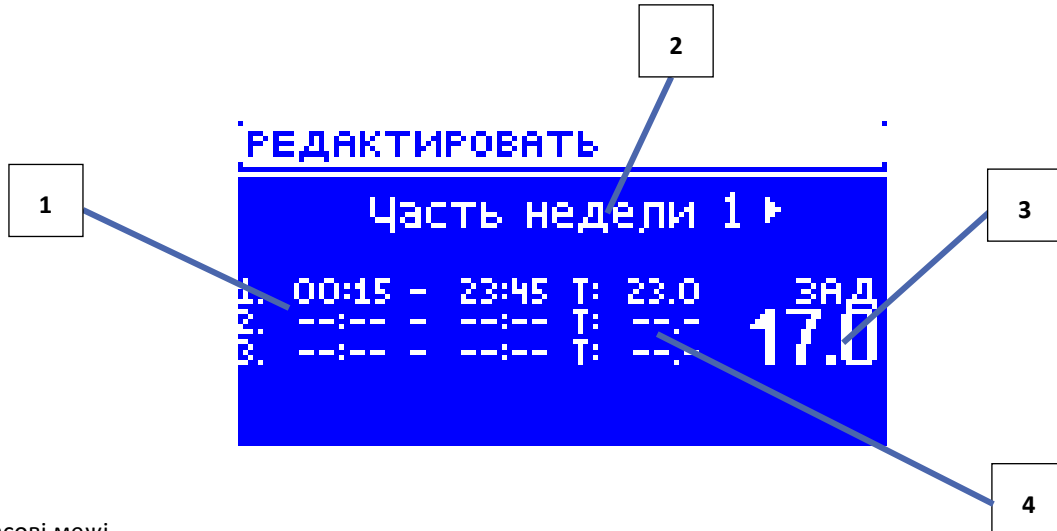 2
РЕДАКТИРОВАТЬ
1
Часть недели 1
3
1. 00:15 - 23:45 T: 23.0 ЗАД
2. --:-- - --:-- T: --.- 17.0
3. --:-- - --:-- T: --.-
4
межі